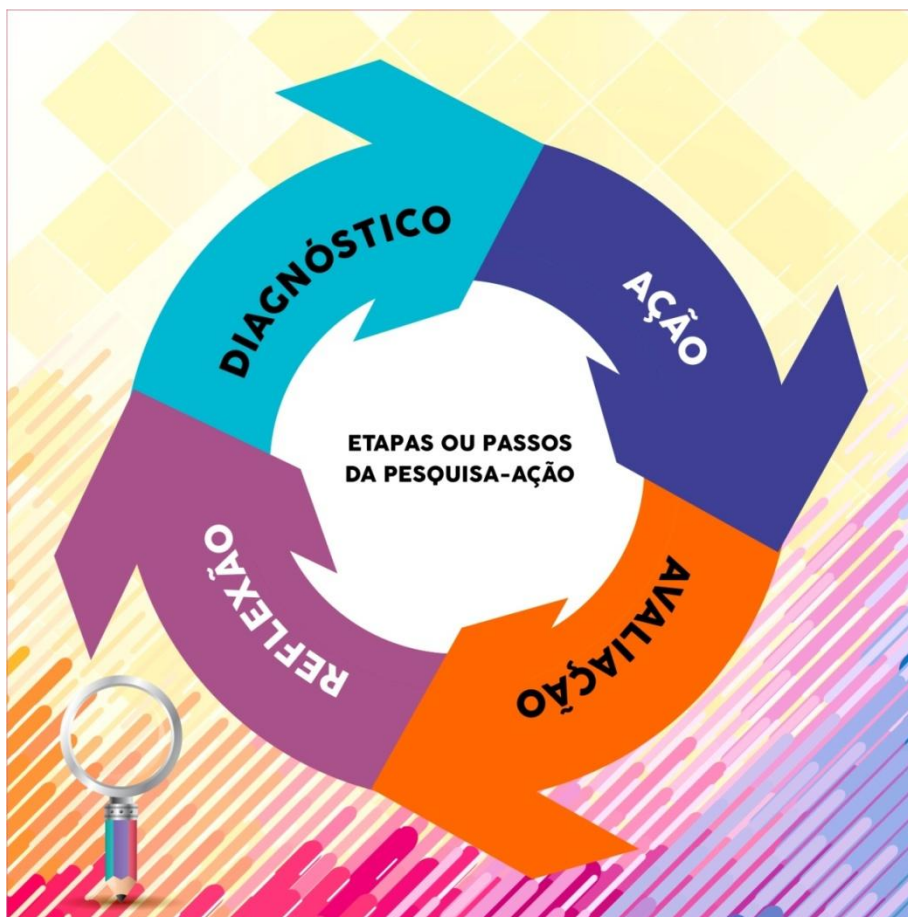 DIAGNÓSTICO
AÇÃO
AVALIAÇÃO
REFLEXÃO
ETAPAS OU PASSOS
DA PESQUISA-AÇÃO